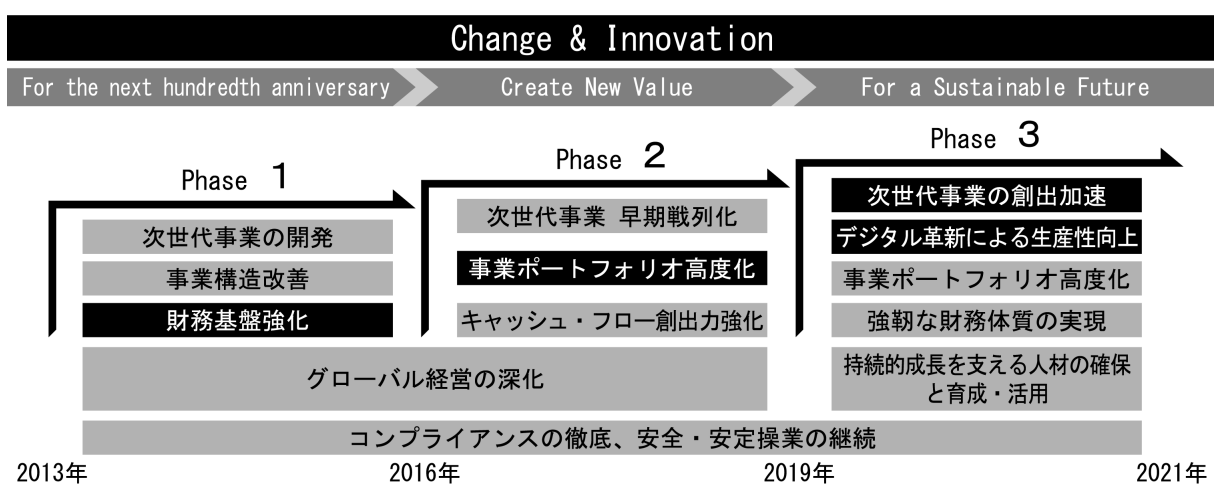 Change & Innovation
For the next hundredth anniversary
Create New Value
For a Sustainable Future
Phase 1
次世代事業の開発
事業構造改善
財務基盤強化
Phase 2
次世代事業 早期戦列化
事業ポートフォリオ高度化
キャッシュ・フロー創出力強化
Phase 3
次世代事業の創出加速
デジタル革新による生産性向上
事業ポートフォリオ高度化
強靭な財務体質の実現
グローバル経営の深化
持続的成長を支える人材の確保
と育成・活用
コンプライアンスの徹底、安全・安定操業の継続
2013年
2016年
2019年
2021年